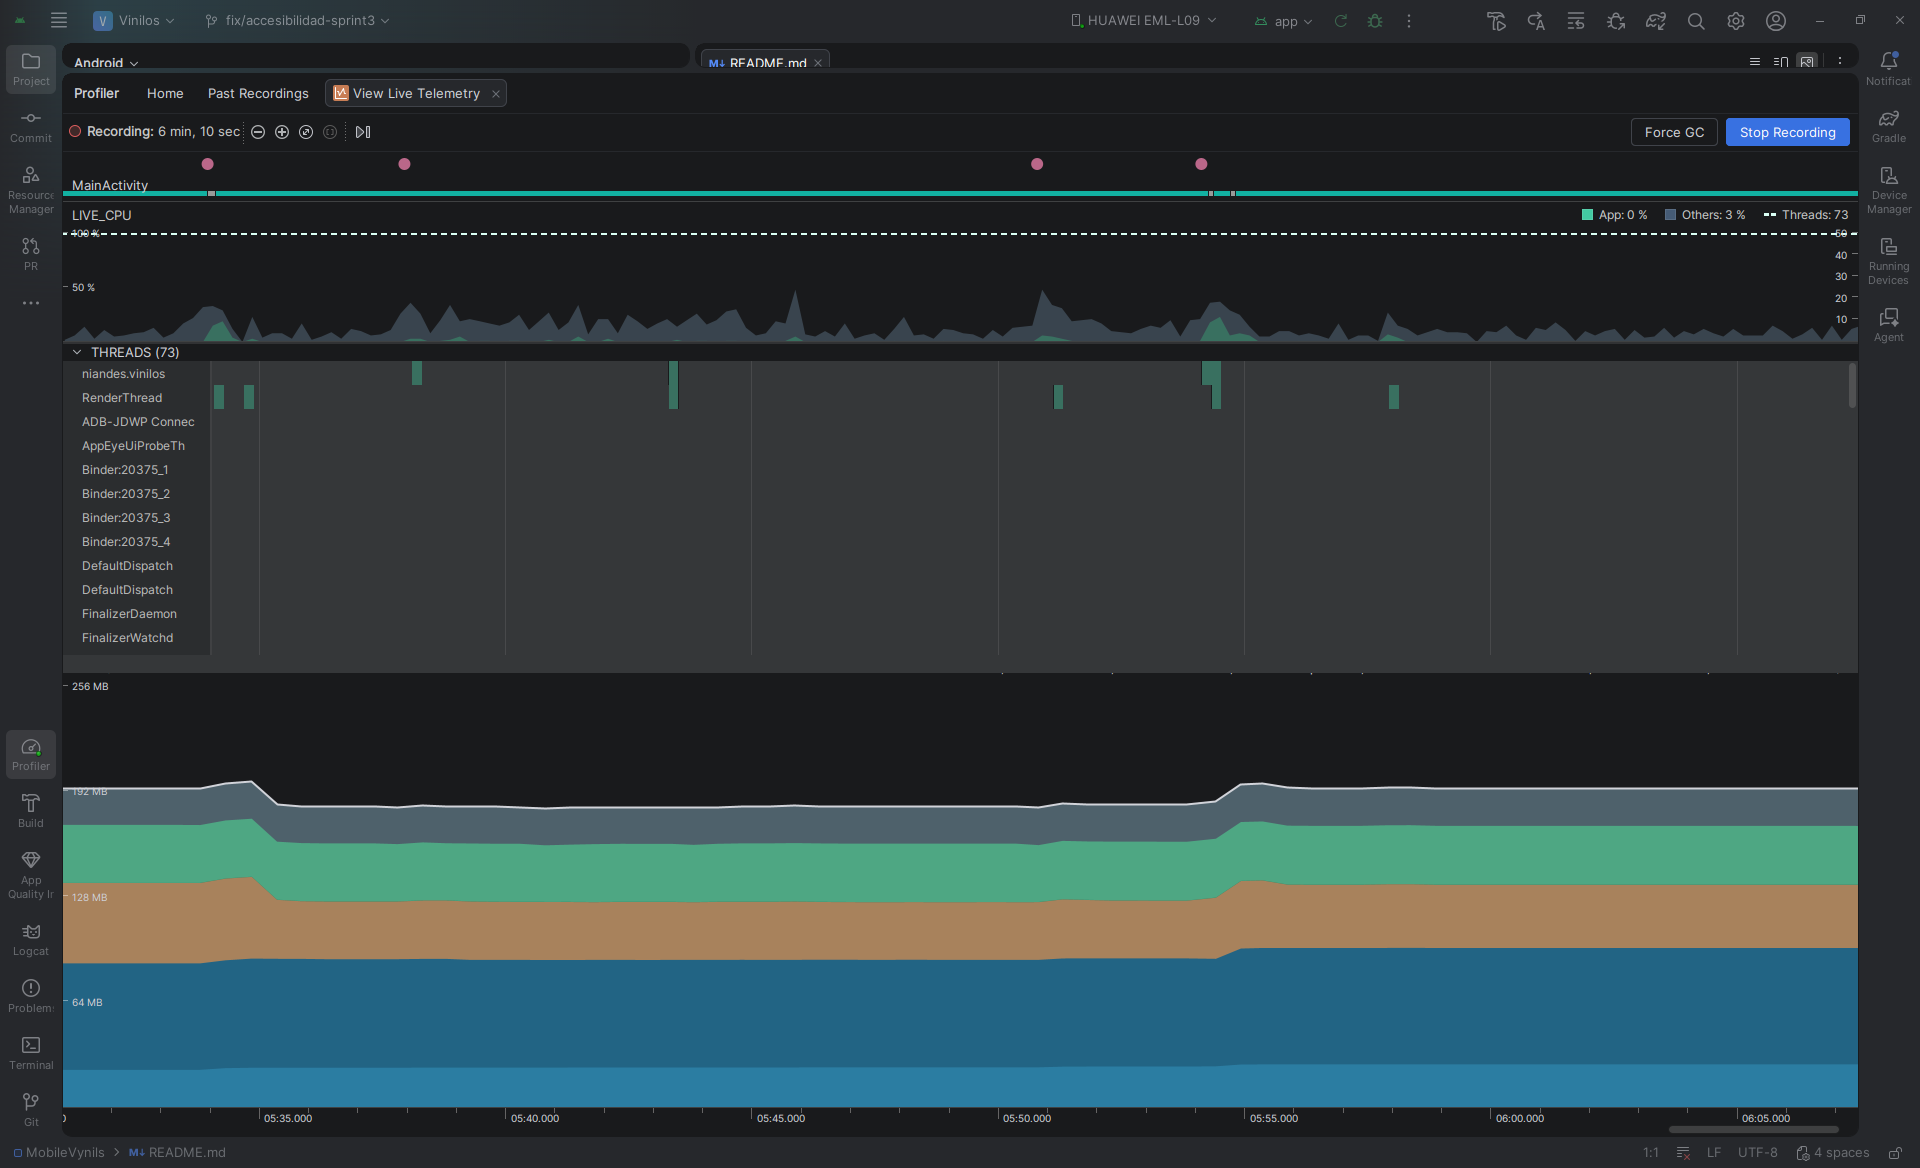 V Vinilos
fix/accesibilidad-sprint3
HUAWEI EML-L09
app
Project
Commit
Resource
Manager
PR
Android
M↓ README.md
Profiler
Home
Past Recordings
View Live Telemetry
Recording: 6 min, 10 sec
Force GC
Stop Recording
MainActivity
LIVE_CPU
App: 0 %
Others: 3 %
Threads: 73
100 %
50 %
50
40
30
20
10
THREADS (73)
niandes.vinilos
RenderThread
ADB-JDWP Connec
AppEyeUiProbeTh
Binder:20375_1
Binder:20375_2
Binder:20375_3
Binder:20375_4
DefaultDispatch
DefaultDispatch
FinalizerDaemon
FinalizerWatchd
256 MB
192 MB
128 MB
64 MB
05:35.000
05:40.000
05:45.000
05:50.000
05:55.000
06:00.000
06:05.000
Profiler
Build
App
Quality In
Logcat
Problems
Terminal
Git
Notificat
Gradle
Device
Manager
Running
Devices
Agent
MobileVynils
M↓ README.md
1:1
LF
UTF-8
4 spaces